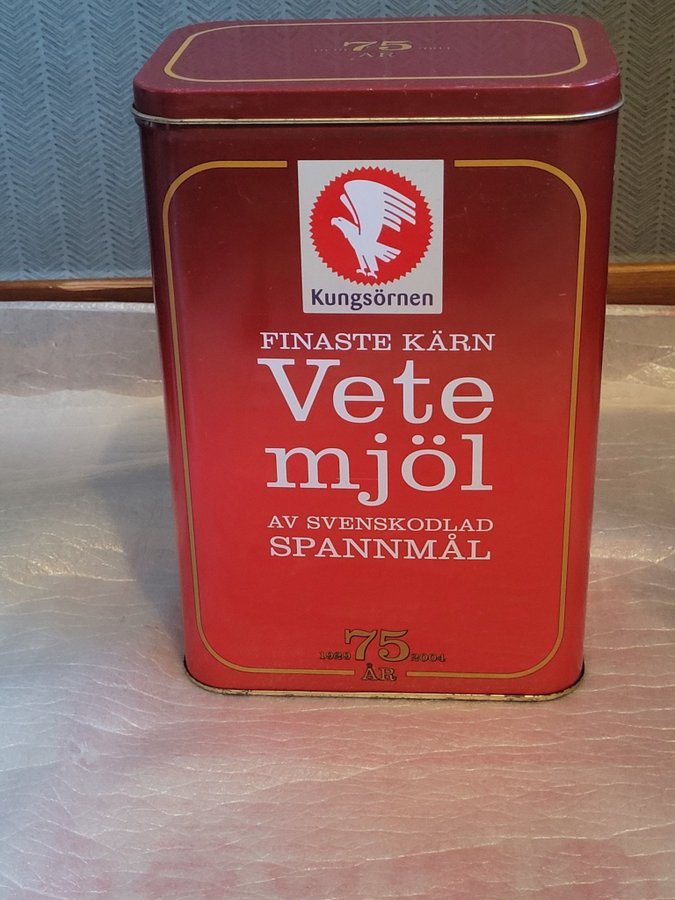 75
ÅR
Kungsörnen
FINASTE KÄRN
Vete
mjöl
AV SVENSKODLAD
SPANNMÅL
1929 75 2004
ÅR